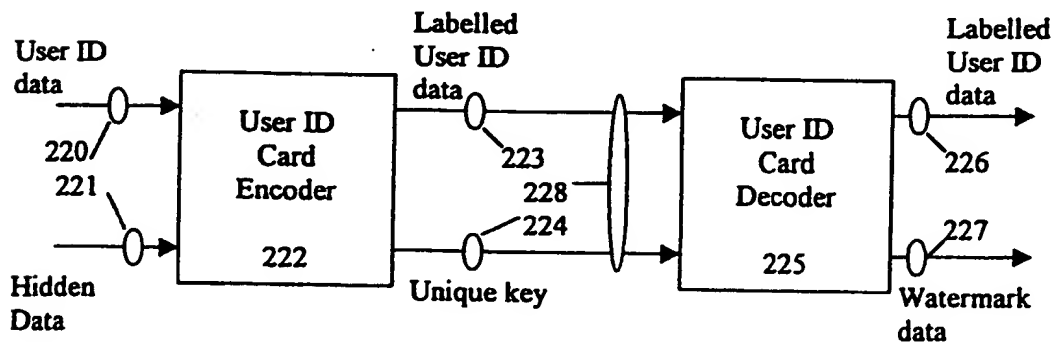 User ID
data
220
221
Hidden
Data
User ID
Card
Encoder
222
Labelled
User ID
data
223
228
224
Unique key
User ID
Card
Decoder
225
Labelled
User ID
data
226
227
Watermark
data